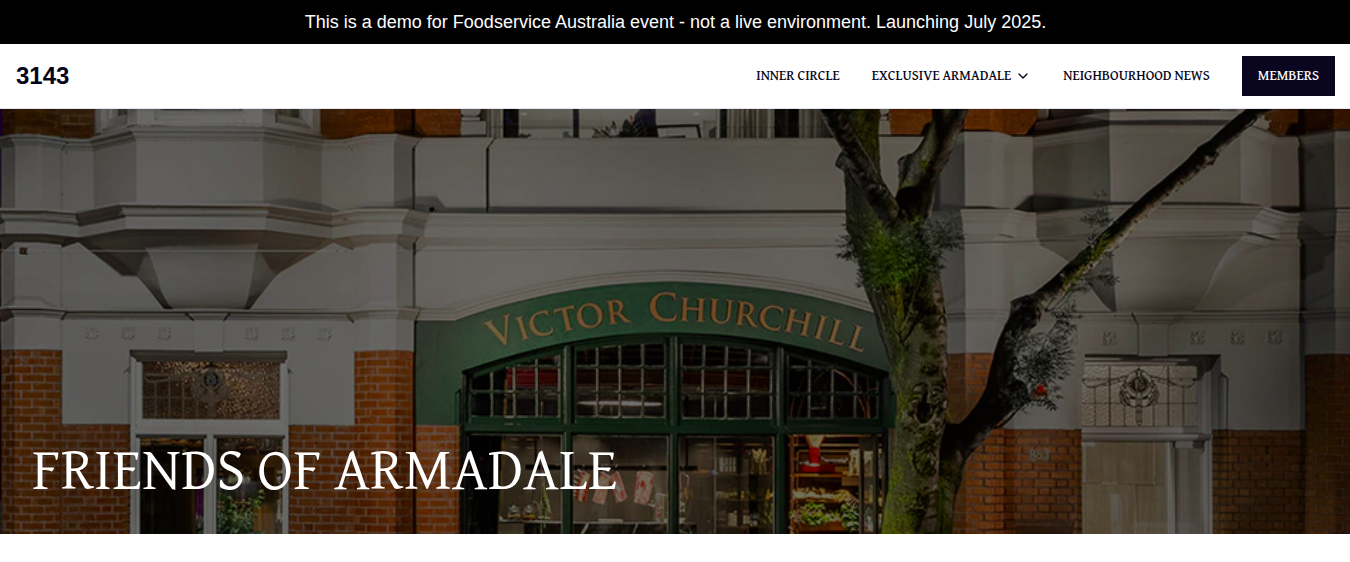 This is a demo for Foodservice Australia event - not a live environment. Launching July 2025.
3143
INNER CIRCLE
EXCLUSIVE ARMADALE
NEIGHBOURHOOD NEWS
MEMBERS
VICTOR CHURCHILL
FRIENDS OF ARMADALE